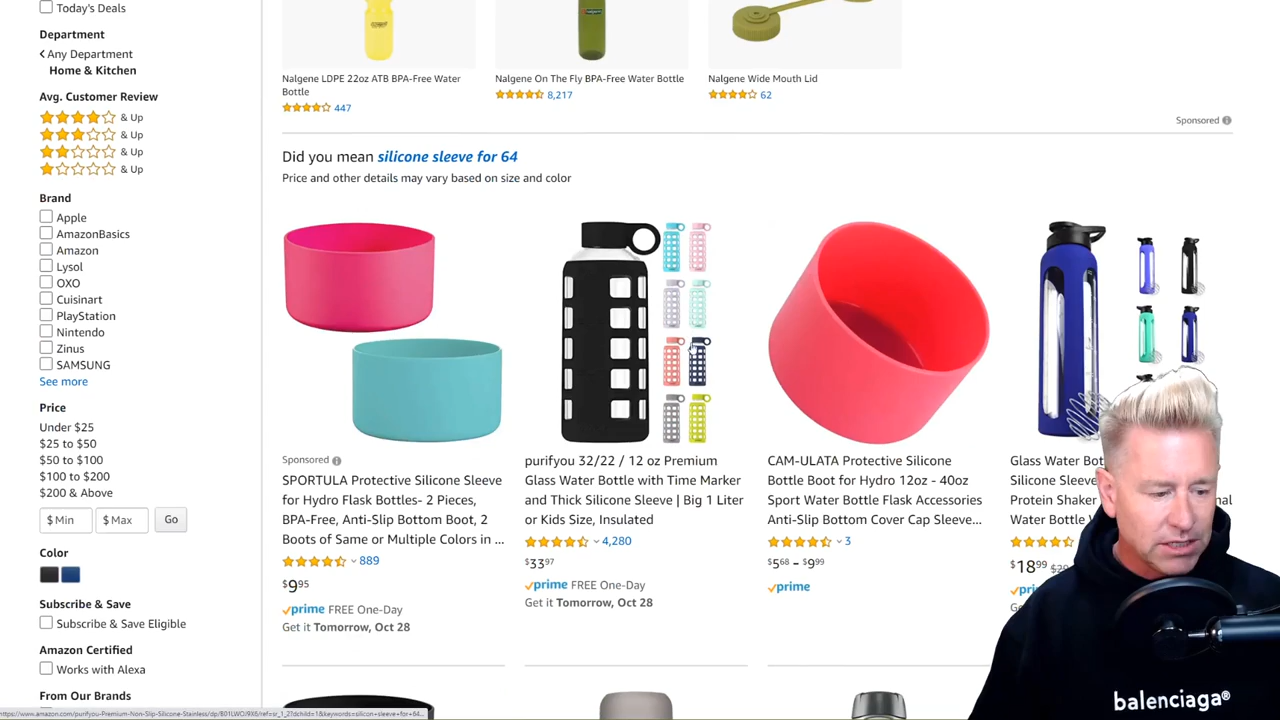 Today's Deals
Department
Any Department
Home & Kitchen
Avg. Customer Review
& Up
& Up
& Up
& Up
Brand
Apple
AmazonBasics
Amazon
Lysol
OXO
Cuisinart
PlayStation
Nintendo
Zinus
SAMSUNG
See more
Price
Under $25
$25 to $50
$50 to $100
$100 to $200
$200 & Above
$ Min $ Max Go
Color
Subscribe & Save
Subscribe & Save Eligible
Amazon Certified
Works with Alexa
From Our Brands
Nalgene LDPE 22oz ATB BPA-Free Water
Bottle
447
Nalgene On The Fly BPA-Free Water Bottle
8,217
Nalgene Wide Mouth Lid
62
Sponsored
Did you mean silicone sleeve for 64
Price and other details may vary based on size and color
Sponsored
SPORTULA Protective Silicone Sleeve
for Hydro Flask Bottles- 2 Pieces,
BPA-Free, Anti-Slip Bottom Boot, 2
Boots of Same or Multiple Colors in ...
889
$9.95
prime FREE One-Day
Get it Tomorrow, Oct 28
purifyou 32/22 / 12 oz Premium
Glass Water Bottle with Time Marker
and Thick Silicone Sleeve | Big 1 Liter
or Kids Size, Insulated
4,280
$33.97
prime FREE One-Day
Get it Tomorrow, Oct 28
CAM-ULATA Protective Silicone
Bottle Boot for Hydro 12oz - 40oz
Sport Water Bottle Flask Accessories
Anti-Slip Bottom Cover Cap Sleeve...
3
$5.68 - $9.99
prime
Glass Water Bot
Silicone Sleeve
Protein Shaker
Water Bottle
$18.99
balenciaga®